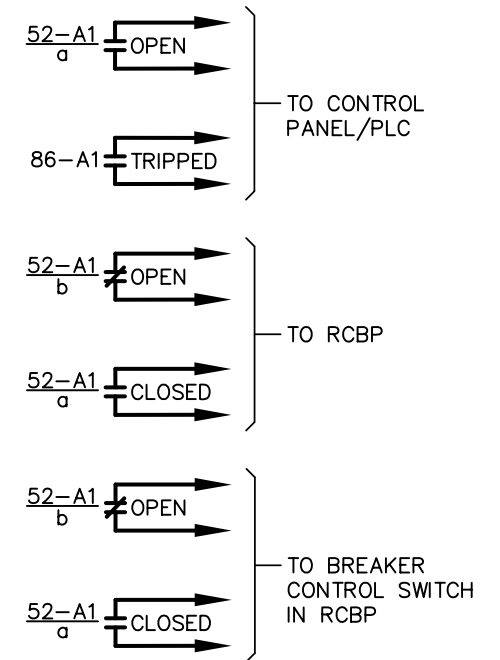 52-A1
a
OPEN
86-A1 TRIPPED
TO CONTROL
PANEL/PLC
52-A1
b
OPEN
52-A1
a
CLOSED
TO RCBP
52-A1
b
OPEN
52-A1
a
CLOSED
TO BREAKER
CONTROL SWITCH
IN RCBP